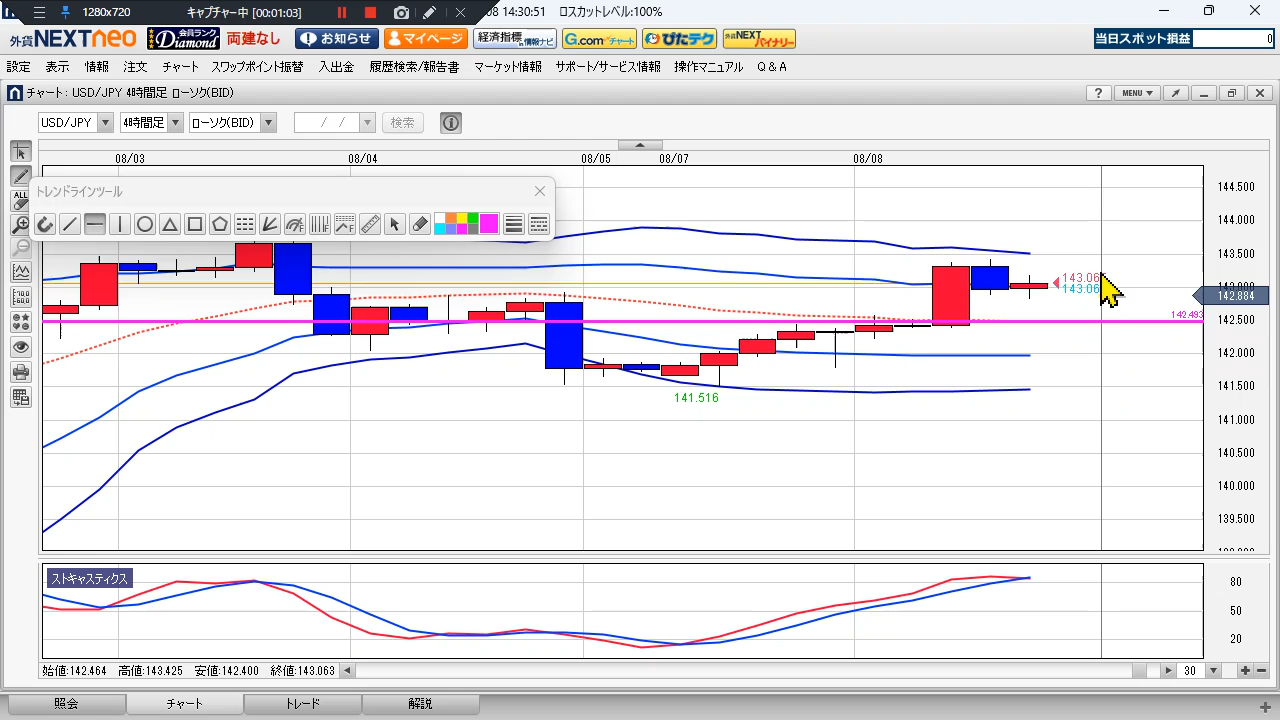 1280x720 キャプチャー中 [00:01:03] 08 14:30:51 ロスカットレベル:100%
外貨NEXTneo 会員ランク Diamond 両建なし お知らせ マイページ 経済指標 & 情報ナビ G.comチャート ぴたテク 外貨NEXTバイナリー 当日スポット損益 0
設定 表示 情報 注文 チャート スワップポイント振替 入出金 履歴検索/報告書 マーケット情報 サポート/サービス情報 操作マニュアル Q&A
チャート : USD/JPY 4時間足 ローソク(BID) ? MENU
USD/JPY 4時間足 ローソク(BID) / / 検索
08/03 08/04 08/05 08/07 08/08
トレンドラインツール
ALL
144.500
144.000
143.500
143.06
143.06
142.884
142.493
142.500
142.000
141.500
141.516
141.000
140.500
140.000
139.500
ストキャスティクス
80
50
20
始値:142.464 高値:143.425 安値:142.400 終値:143.063 30
照会 チャート トレード 解説